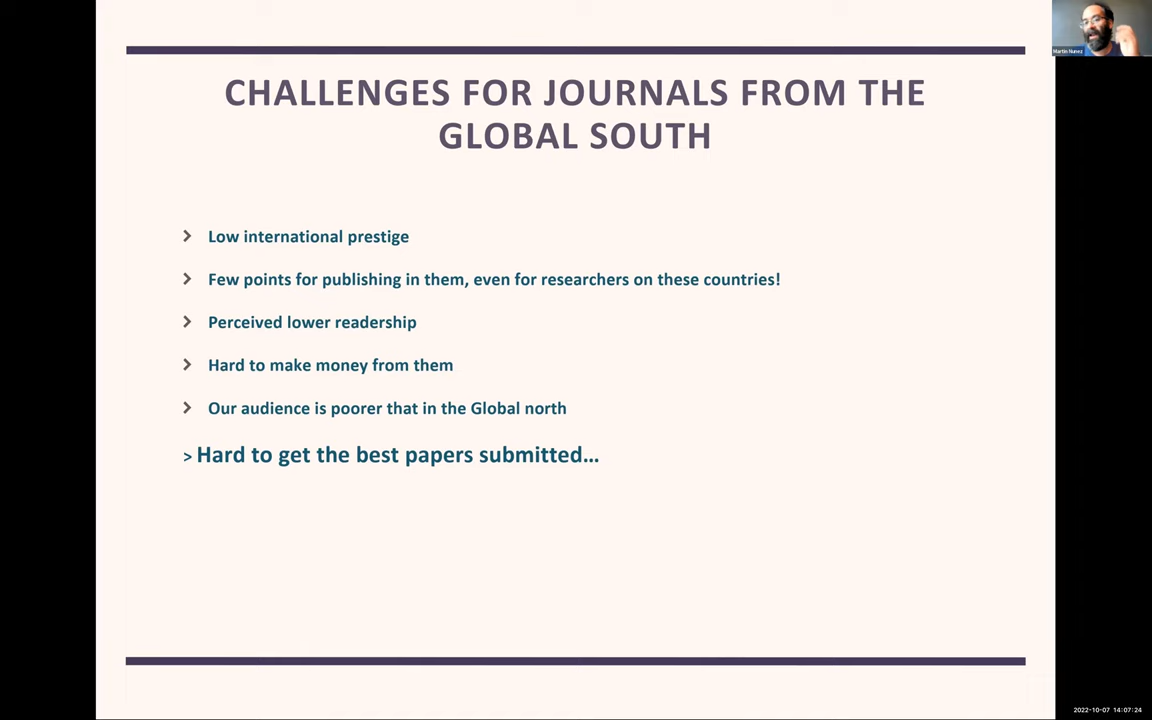 CHALLENGES FOR JOURNALS FROM THE
GLOBAL SOUTH
Low international prestige
Few points for publishing in them, even for researchers on these countries!
Perceived lower readership
Hard to make money from them
Our audience is poorer that in the Global north
> Hard to get the best papers submitted…
Martin Nunez
2022-10-07 14:07:24